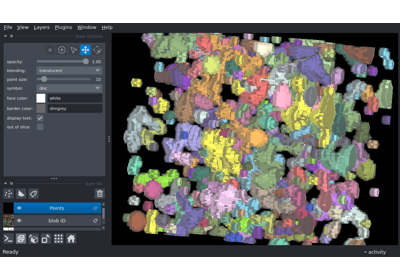 File View Layers Plugins Window Help
opacity: 1.00
blending: translucent
point size: 10
symbol: disc
face color: white
border color: dimgrey
display text:
out of slice:
Points
blob ID
Ready
activity